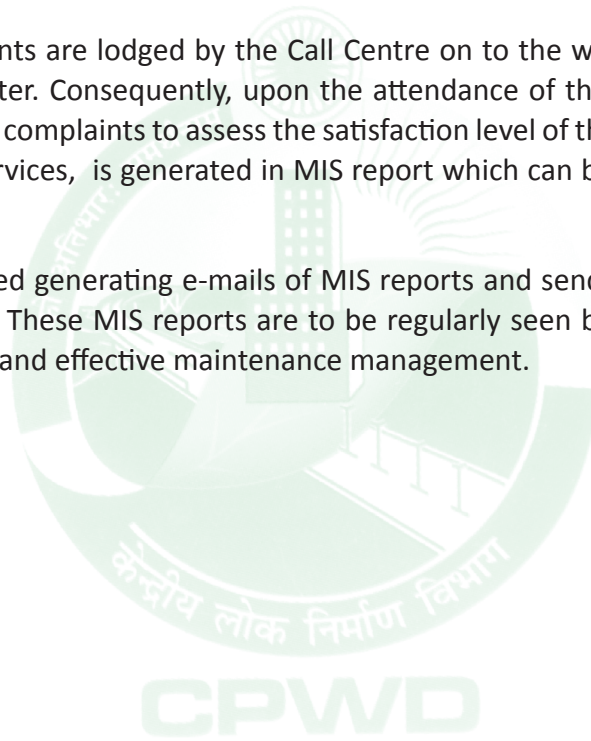 nts are lodged by the Call Centre on to the w
ter. Consequently, upon the attendance of th
complaints to assess the satisfaction level of th
rvices, is generated in MIS report which can b
ed generating e-mails of MIS reports and send
These MIS reports are to be regularly seen b
and effective maintenance management.
केन्द्रीय लोक निर्माण विभाग
CPWD